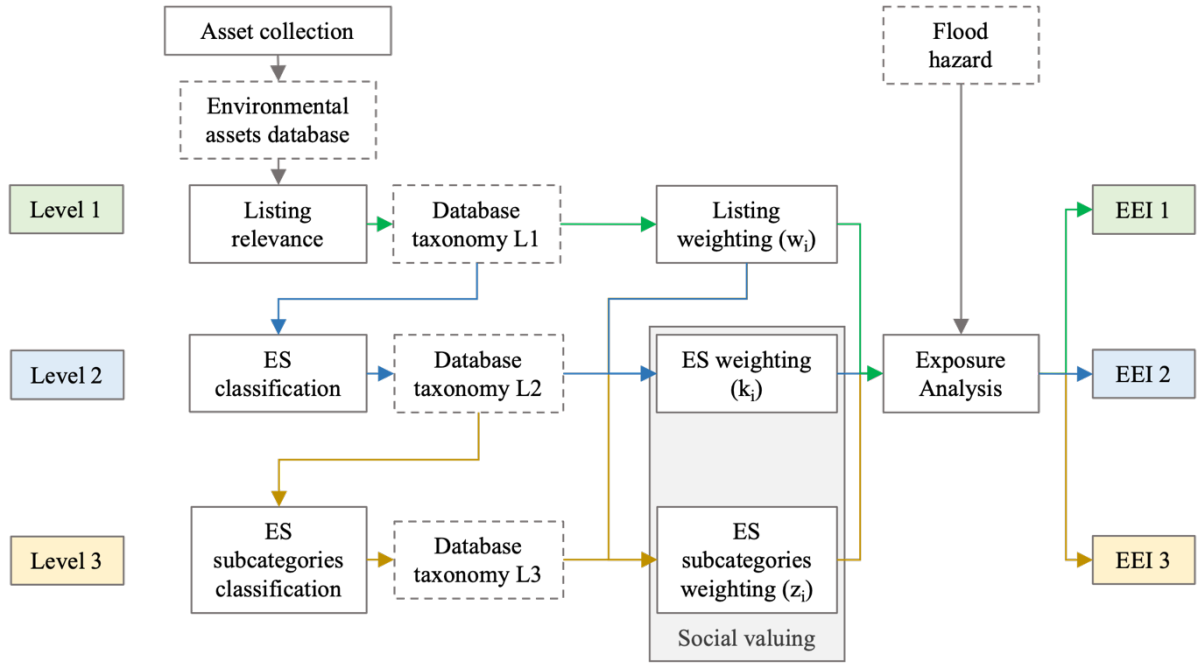 Asset collection
Flood
hazard
Environmental
assets database
Level 1
Listing
relevance
Database
taxonomy L1
Listing
weighting (wᵢ)
EEI 1
Level 2
ES
classification
Database
taxonomy L2
ES weighting
(kᵢ)
Exposure
Analysis
EEI 2
Level 3
ES
subcategories
classification
Database
taxonomy L3
ES
subcategories
weighting (zᵢ)
EEI 3
Social valuing